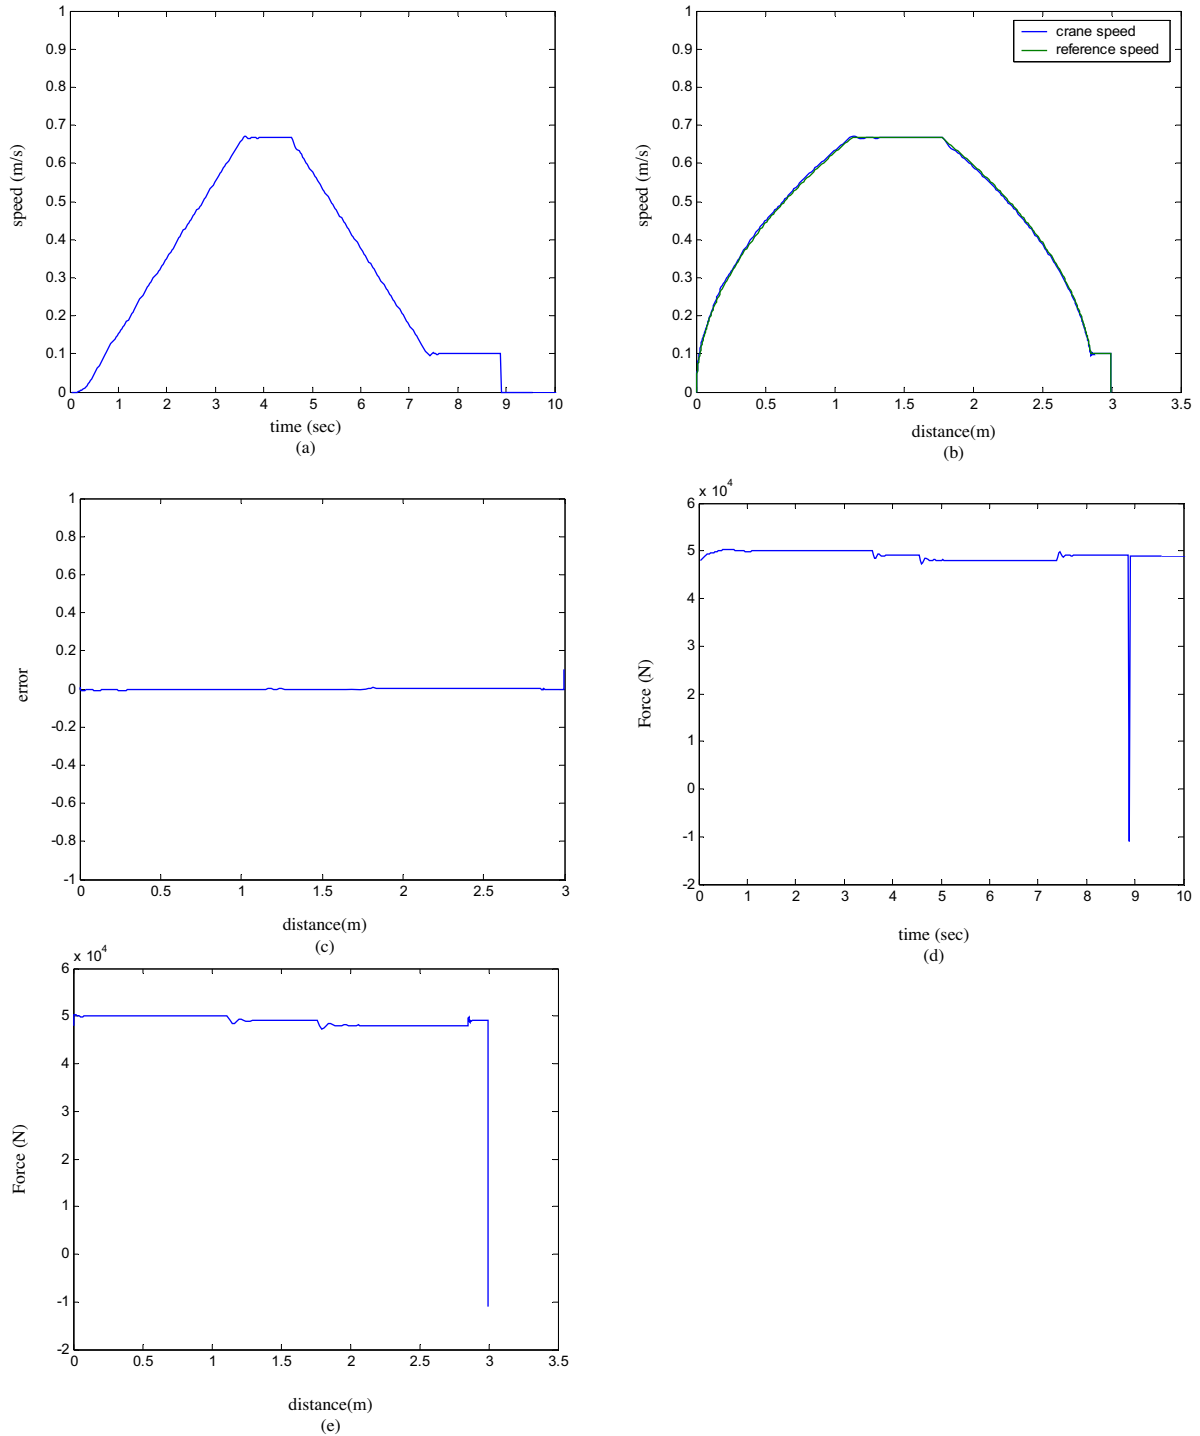 1
0.9
0.8
0.7
0.6
0.5
0.4
0.3
0.2
0.1
0
speed (m/s)
0 1 2 3 4 5 6 7 8 9 10
time (sec)
(a)
1
0.9
0.8
0.7
0.6
0.5
0.4
0.3
0.2
0.1
0
speed (m/s)
crane speed
reference speed
0 0.5 1 1.5 2 2.5 3 3.5
distance(m)
(b)
1
0.8
0.6
0.4
0.2
0
-0.2
-0.4
-0.6
-0.8
-1
error
0 0.5 1 1.5 2 2.5 3
distance(m)
(c)
x 10^4
6
5
4
3
2
1
0
-1
-2
Force (N)
0 1 2 3 4 5 6 7 8 9 10
time (sec)
(d)
x 10^4
6
5
4
3
2
1
0
-1
-2
Force (N)
0 0.5 1 1.5 2 2.5 3 3.5
distance(m)
(e)